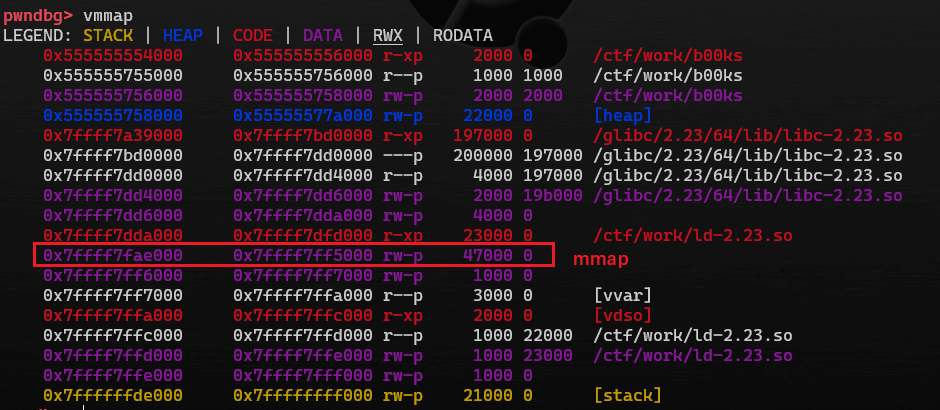 pwndbg> vmmap
LEGEND: STACK | HEAP | CODE | DATA | RWX | RODATA
0x555555554000 0x555555556000 r-xp 2000 0 /ctf/work/b00ks
0x555555755000 0x555555756000 r--p 1000 1000 /ctf/work/b00ks
0x555555756000 0x555555758000 rw-p 2000 2000 /ctf/work/b00ks
0x555555758000 0x55555577a000 rw-p 22000 0 [heap]
0x7ffff7a39000 0x7ffff7bd0000 r-xp 197000 0 /glibc/2.23/64/lib/libc-2.23.so
0x7ffff7bd0000 0x7ffff7dd0000 ---p 200000 197000 /glibc/2.23/64/lib/libc-2.23.so
0x7ffff7dd0000 0x7ffff7dd4000 r--p 4000 197000 /glibc/2.23/64/lib/libc-2.23.so
0x7ffff7dd4000 0x7ffff7dd6000 rw-p 2000 19b000 /glibc/2.23/64/lib/libc-2.23.so
0x7ffff7dd6000 0x7ffff7dda000 rw-p 4000 0
0x7ffff7dda000 0x7ffff7dfd000 r-xp 23000 0 /ctf/work/ld-2.23.so
0x7ffff7fae000 0x7ffff7ff5000 rw-p 47000 0 mmap
0x7ffff7ff6000 0x7ffff7ff7000 rw-p 1000 0
0x7ffff7ff7000 0x7ffff7ffa000 r--p 3000 0 [vvar]
0x7ffff7ffa000 0x7ffff7ffc000 r-xp 2000 0 [vdso]
0x7ffff7ffc000 0x7ffff7ffd000 r--p 1000 22000 /ctf/work/ld-2.23.so
0x7ffff7ffd000 0x7ffff7ffe000 rw-p 1000 23000 /ctf/work/ld-2.23.so
0x7ffff7ffe000 0x7ffff7fff000 rw-p 1000 0
0x7ffffffde000 0x7ffffffff000 rw-p 21000 0 [stack]